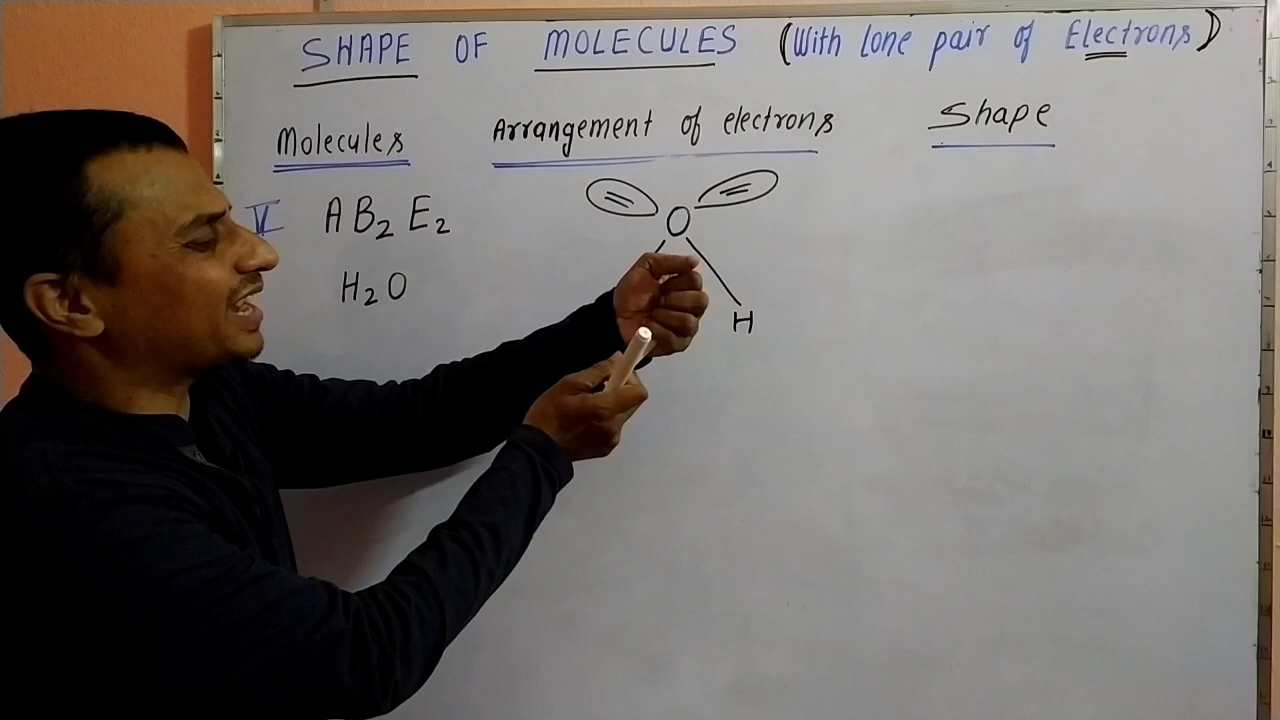 SHAPE OF MOLECULES (With lone pair of Electrons)
Molecules Arrangement of electrons Shape
V AB₂E₂
O
H₂O
H